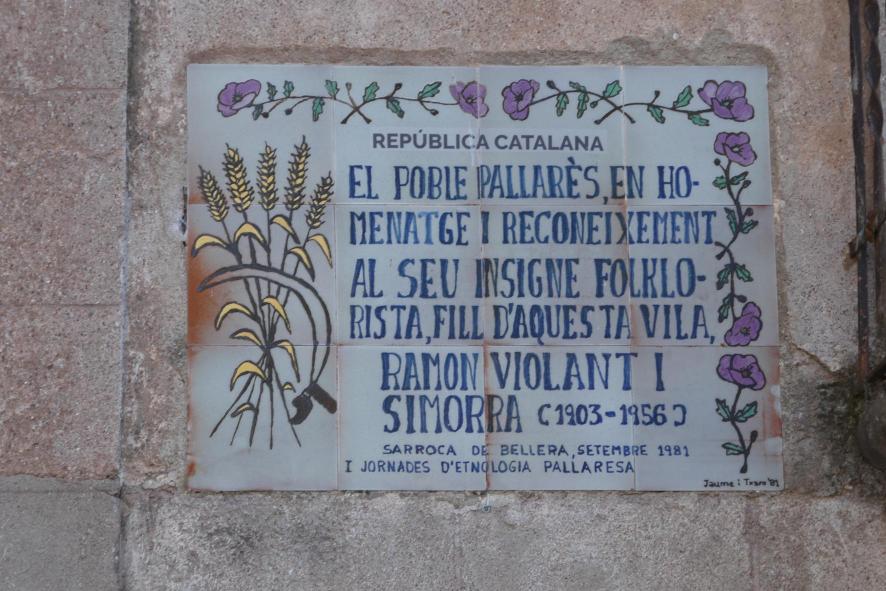 REPÚBLICA CATALANA
EL POBLE PALLARÈS, EN HO-
MENATGE I RECONEIXEMENT
AL SEU INSIGNE FOLKLO-
RISTA, FILL D'AQUESTA VILA,
RAMON VIOLANT I
SIMORRA (1903-1956)
SARROCA DE BELLERA, SETEMBRE 1981
I JORNADES D'ETNOLOGIA PALLARESA
Jaume i Txaro '81